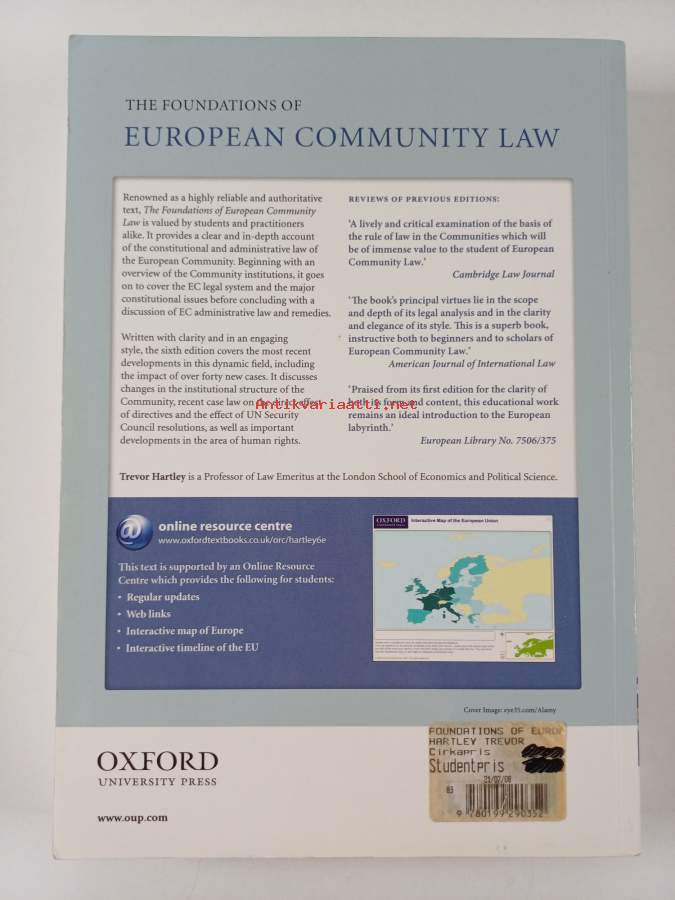 THE FOUNDATIONS OF
EUROPEAN COMMUNITY LAW
Renowned as a highly reliable and authoritative
text, The Foundations of European Community
Law is valued by students and practitioners
alike. It provides a clear and in-depth account
of the constitutional and administrative law of
the European Community. Beginning with an
overview of the Community institutions, it goes
on to cover the EC legal system and the major
constitutional issues before concluding with a
discussion of EC administrative law and remedies.
Written with clarity and in an engaging
style, the sixth edition covers the most recent
developments in this dynamic field, including
the impact of over forty new cases. It discusses
changes in the institutional structure of the
Community, recent case law on the direct effect
of directives and the effect of UN Security
Council resolutions, as well as important
developments in the area of human rights.
REVIEWS OF PREVIOUS EDITIONS:
'A lively and critical examination of the basis of
the rule of law in the Communities which will
be of immense value to the student of European
Community Law.'
Cambridge Law Journal
'The book's principal virtues lie in the scope
and depth of its legal analysis and in the clarity
and elegance of its style. This is a superb book,
instructive both to beginners and to scholars of
European Community Law.'
American Journal of International Law
'Praised from its first edition for the clarity of
both its form and content, this educational work
remains an ideal introduction to the European
labyrinth.'
European Library No. 7506/375
Antikvariaatti.net
Trevor Hartley is a Professor of Law Emeritus at the London School of Economics and Political Science.
@ online resource centre
www.oxfordtextbooks.co.uk/orc/hartley6e
This text is supported by an Online Resource
Centre which provides the following for students:
• Regular updates
• Web links
• Interactive map of Europe
• Interactive timeline of the EU
OXFORD
Interactive Map of the European Union
Cover Image: eye35.com/Alamy
OXFORD
UNIVERSITY PRESS
www.oup.com
FOUNDATIONS OF EURO
HARTLEY TREVOR
Cirkapris
Studentpris
21/07/08
83
9 780199 290352